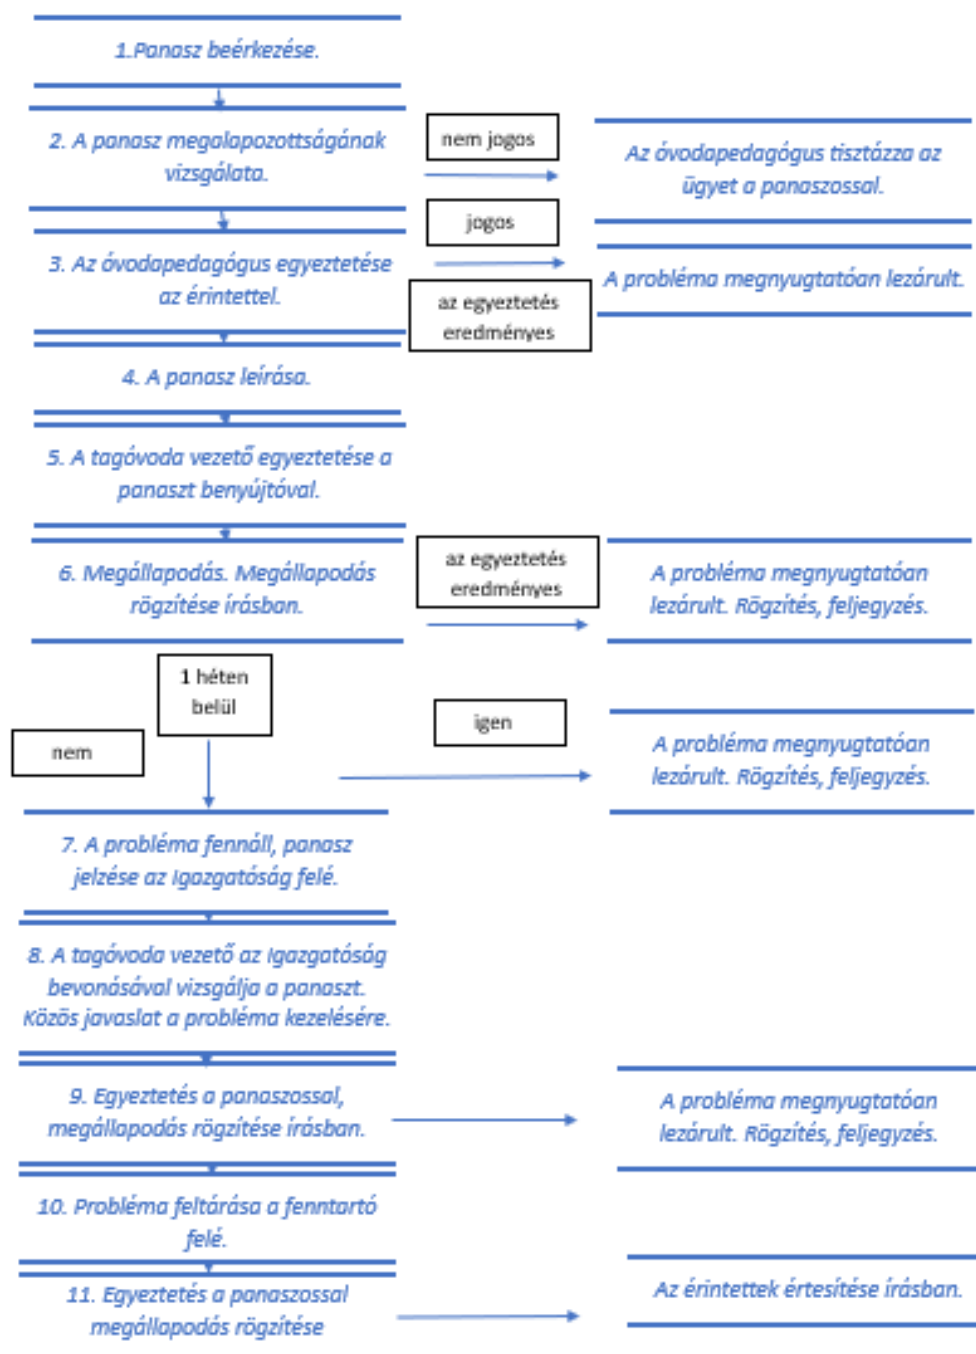 1.Panasz beérkezése.
2. A panasz megalapozottságának
vizsgálata.
nem jogos
Az óvodapedagógus tisztázza az
ügyet a panaszossal.
jogos
3. Az óvodapedagógus egyeztetése
az érintettel.
az egyeztetés
eredményes
A probléma megnyugtatóan lezárult.
4. A panasz leírása.
5. A tagóvoda vezető egyeztetése a
panaszt benyújtóval.
6. Megállapodás. Megállapodás
rögzítése írásban.
az egyeztetés
eredményes
A probléma megnyugtatóan
lezárult. Rögzítés, feljegyzés.
1 héten
belül
nem
igen
A probléma megnyugtatóan
lezárult. Rögzítés, feljegyzés.
7. A probléma fennáll, panasz
jelzése az Igazgatóság felé.
8. A tagóvoda vezető az Igazgatóság
bevonásával vizsgálja a panaszt.
Közös javaslat a probléma kezelésére.
9. Egyeztetés a panaszossal,
megállapodás rögzítése írásban.
A probléma megnyugtatóan
lezárult. Rögzítés, feljegyzés.
10. Probléma feltárása a fenntartó
felé.
11. Egyeztetés a panaszossal
megállapodás rögzítése
Az érintettek értesítése írásban.